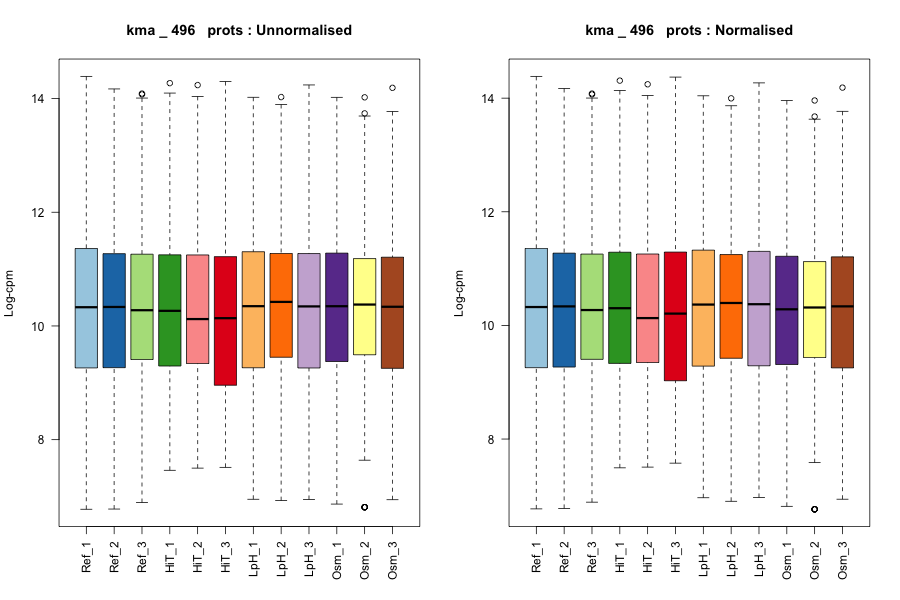 kma _ 496   prots : Unnormalised
Log-cpm
14
12
10
8
Ref_1
Ref_2
Ref_3
HiT_1
HiT_2
HiT_3
LpH_1
LpH_2
LpH_3
Osm_1
Osm_2
Osm_3
kma _ 496   prots : Normalised
Log-cpm
14
12
10
8
Ref_1
Ref_2
Ref_3
HiT_1
HiT_2
HiT_3
LpH_1
LpH_2
LpH_3
Osm_1
Osm_2
Osm_3